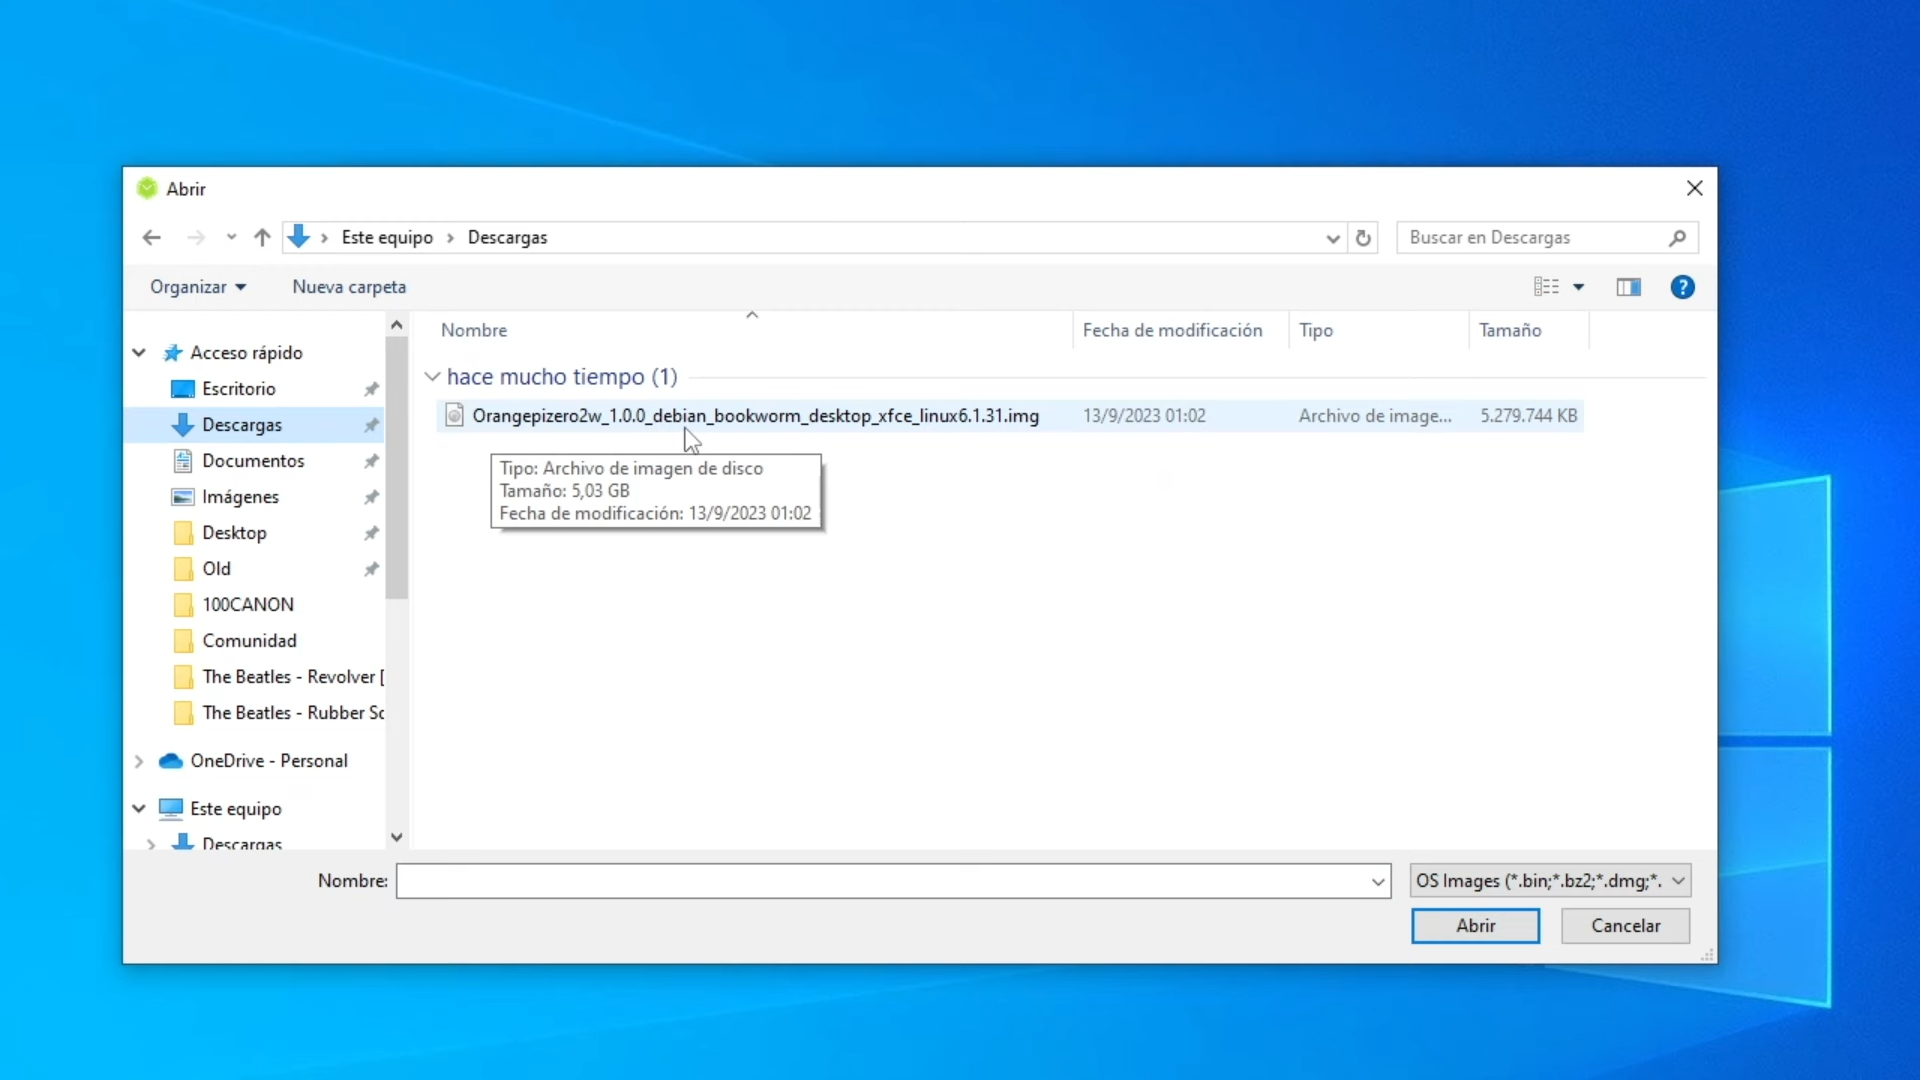 Abrir
Este equipo > Descargas
Buscar en Descargas
Organizar
Nueva carpeta
?
Nombre
Fecha de modificación
Tipo
Tamaño
Acceso rápido
Escritorio
Descargas
Documentos
Imágenes
Desktop
Old
100CANON
Comunidad
The Beatles - Revolver [
The Beatles - Rubber Sc
OneDrive - Personal
Este equipo
Descargas
hace mucho tiempo (1)
Orangepizero2w_1.0.0_debian_bookworm_desktop_xfce_linux6.1.31.img
13/9/2023 01:02
Archivo de image...
5.279.744 KB
Tipo: Archivo de imagen de disco
Tamaño: 5,03 GB
Fecha de modificación: 13/9/2023 01:02
Nombre:
OS Images (*.bin;*.bz2;*.dmg;*.
Abrir
Cancelar